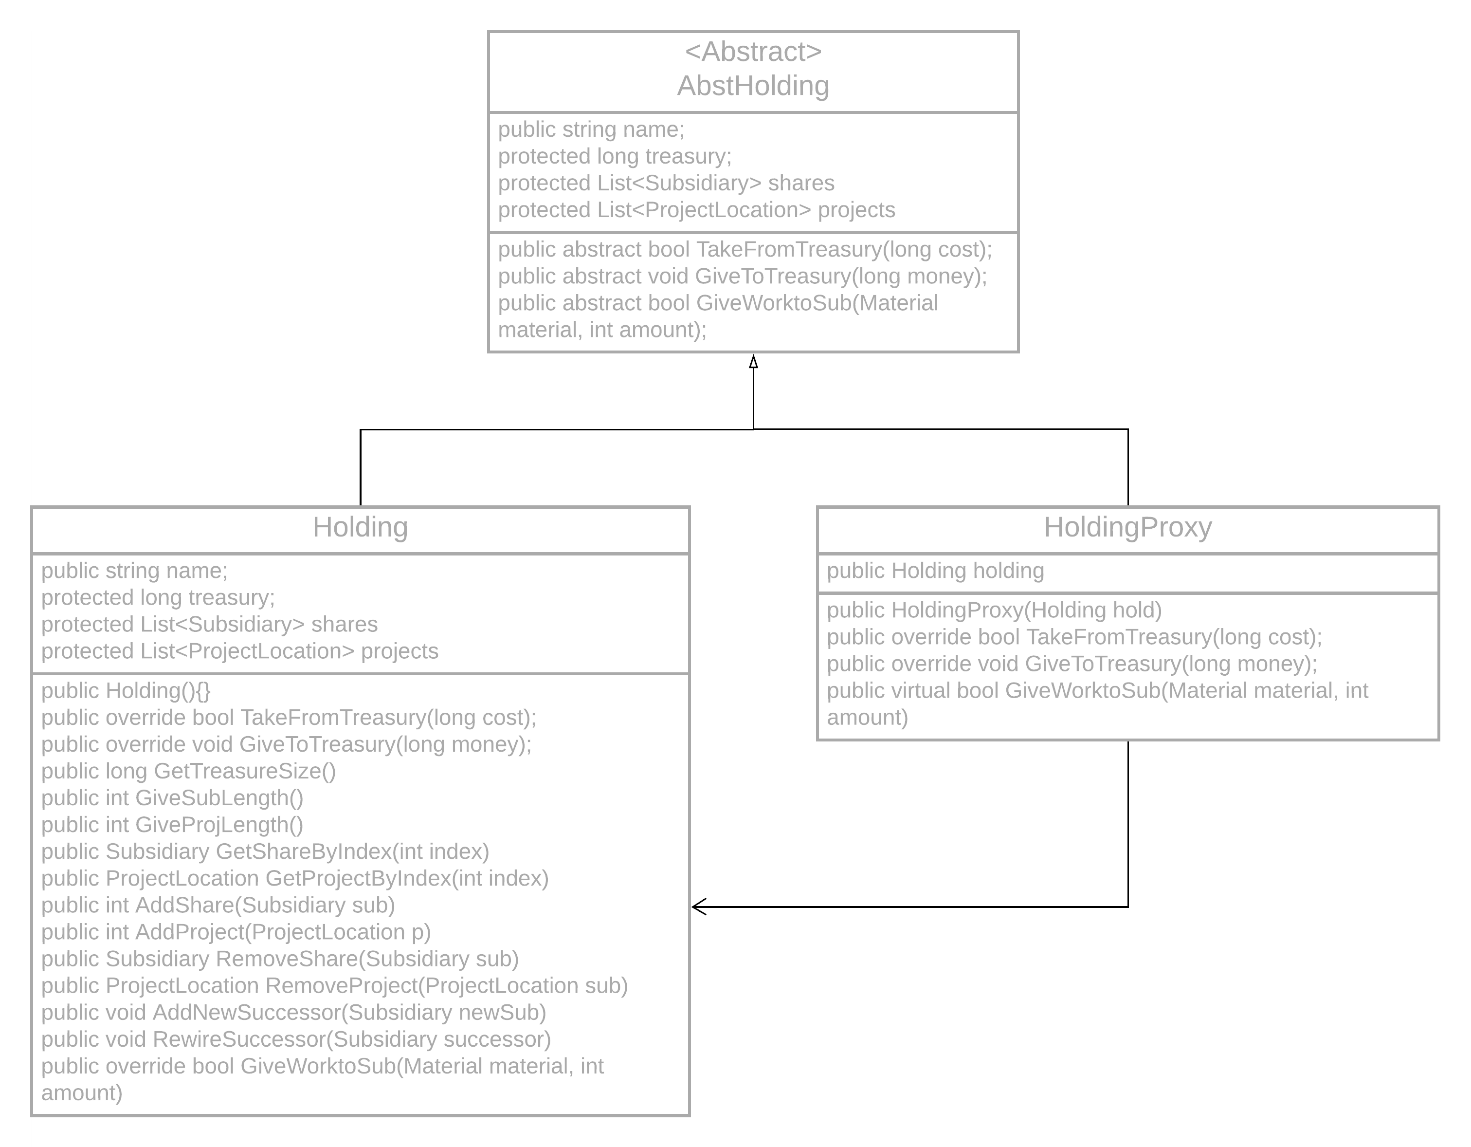 <Abstract>
AbstHolding
public string name;
protected long treasury;
protected List<Subsidiary> shares
protected List<ProjectLocation> projects
public abstract bool TakeFromTreasury(long cost);
public abstract void GiveToTreasury(long money);
public abstract bool GiveWorktoSub(Material
material, int amount);
Holding
public string name;
protected long treasury;
protected List<Subsidiary> shares
protected List<ProjectLocation> projects
public Holding(){}
public override bool TakeFromTreasury(long cost);
public override void GiveToTreasury(long money);
public long GetTreasureSize()
public int GiveSubLength()
public int GiveProjLength()
public Subsidiary GetShareByIndex(int index)
public ProjectLocation GetProjectByIndex(int index)
public int AddShare(Subsidiary sub)
public int AddProject(ProjectLocation p)
public Subsidiary RemoveShare(Subsidiary sub)
public ProjectLocation RemoveProject(ProjectLocation sub)
public void AddNewSuccessor(Subsidiary newSub)
public void RewireSuccessor(Subsidiary successor)
public override bool GiveWorktoSub(Material material, int
amount)
HoldingProxy
public Holding holding
public HoldingProxy(Holding hold)
public override bool TakeFromTreasury(long cost);
public override void GiveToTreasury(long money);
public virtual bool GiveWorktoSub(Material material, int
amount)